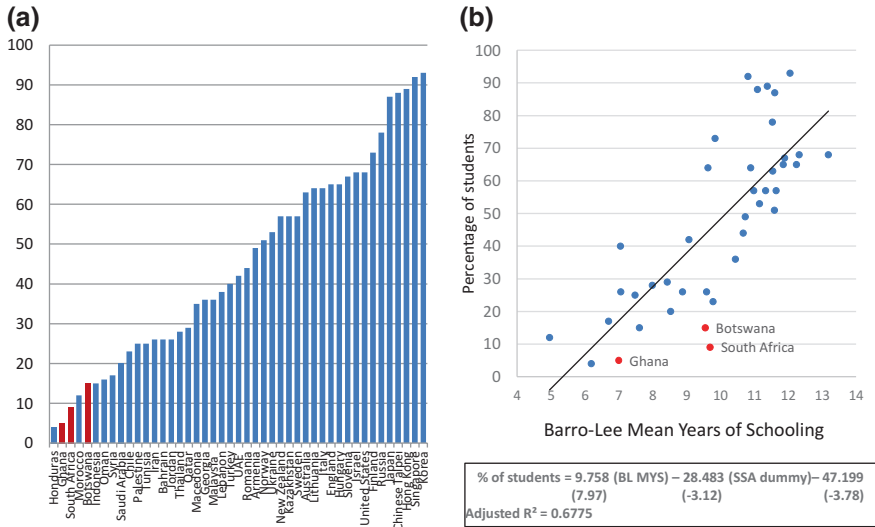 (a)
100
90
80
70
60
50
40
30
20
10
0
Honduras
Ghana
South Africa
Morocco
Botswana
Indonesia
Oman
Syria
Saudi Arabia
Chile
Palestine
Tunisia
Iran
Bahrain
Jordan
Thailand
Qatar
Macedonia
Georgia
Malaysia
Lebanon
Turkey
UAE
Romania
Armenia
Norway
Ukraine
New Zealand
Kazakhstan
Sweden
Australia
Lithuania
Italy
England
Hungary
Slovenia
Israel
United States
Finland
Russia
Japan
Chinese Taipei
Hong Kong
Singapore
Korea
(b)
Percentage of students
100
90
80
70
60
50
40
30
20
10
0
Botswana
South Africa
Ghana
4 5 6 7 8 9 10 11 12 13 14
Barro-Lee Mean Years of Schooling
% of students = 9.758 (BL MYS) – 28.483 (SSA dummy)– 47.199
(7.97) (-3.12) (-3.78)
Adjusted R² = 0.6775